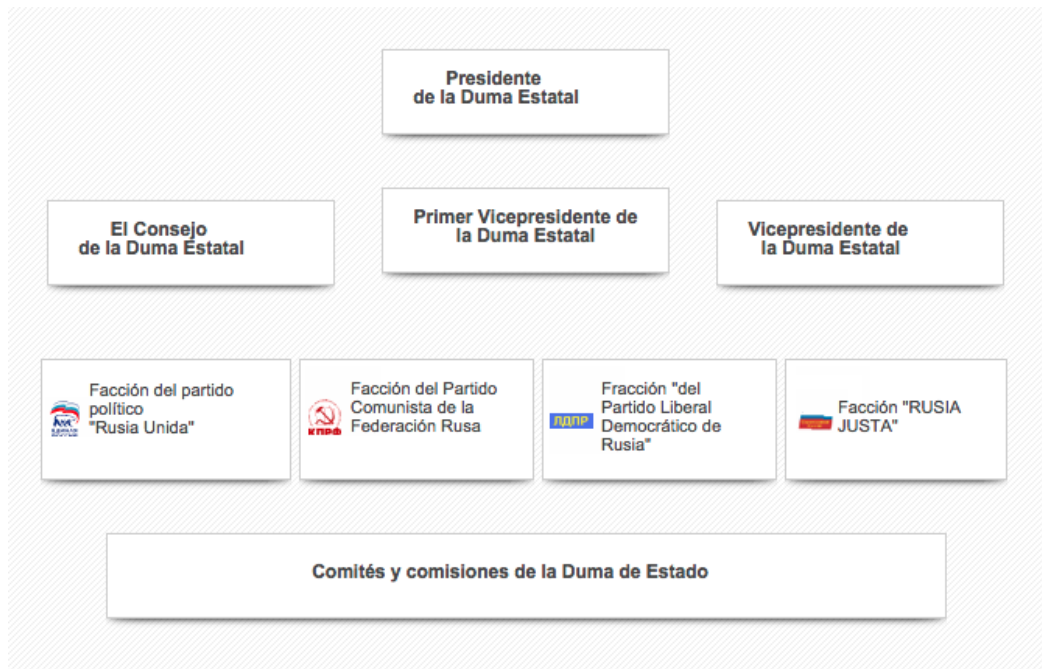 Presidente
de la Duma Estatal
El Consejo
de la Duma Estatal
Primer Vicepresidente de
la Duma Estatal
Vicepresidente de
la Duma Estatal
Facción del partido
político
"Rusia Unida"
КПРФ
Facción del Partido
Comunista de la
Federación Rusa
ЛДПР
Fracción "del
Partido Liberal
Democrático de
Rusia"
Facción "RUSIA
JUSTA"
Comités y comisiones de la Duma de Estado